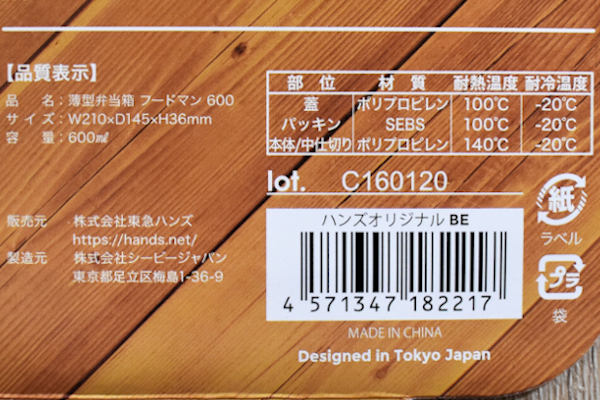 【品質表示】
品　名：薄型弁当箱 フードマン 600
サイズ：W210×D145×H36mm
容　量：600㎖
部 位 材 質 耐熱温度 耐冷温度
蓋 ポリプロピレン 100℃ -20℃
パッキン SEBS 100℃ -20℃
本体/中仕切り ポリプロピレン 140℃ -20℃
lot. C160120
販売元　株式会社東急ハンズ
https://hands.net/
製造元　株式会社シービージャパン
東京都足立区梅島1-36-9
ハンズオリジナル BE
4 571347 182217
MADE IN CHINA
Designed in Tokyo Japan
紙
ラベル
プラ
袋